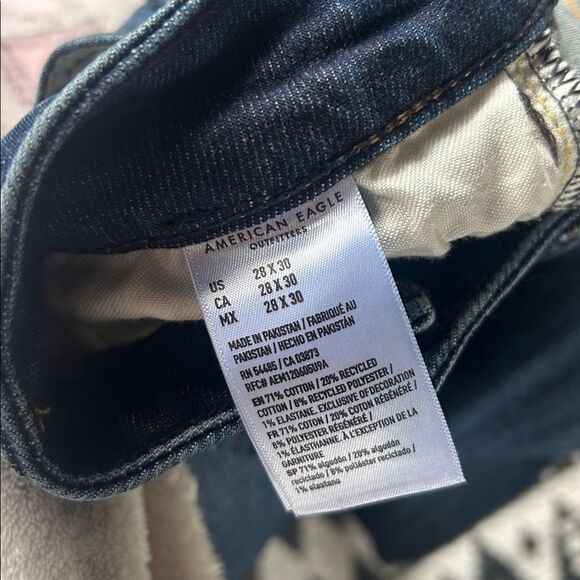 AMERICAN EAGLE
OUTFITTERS
US 28 X 30
CA 28 X 30
MX 28 X 30
MADE IN PAKISTAN / FABRIQUÉ AU
PAKISTAN / HECHO EN PAKISTÁN
RN 54485 / CA 03873
RFC# AEM120605U9A
EN 71% COTTON / 20% RECYCLED
COTTON / 8% RECYCLED POLYESTER /
1% ELASTANE. EXCLUSIVE OF DECORATION
FR 71% COTON / 20% COTON RÉGÉNÉRÉ /
8% POLYESTER RÉGÉNÉRÉ /
1% ÉLASTHANNE. À L'EXCLUSION DE LA
GARNITURE
SP 71% algodón / 20% algodón
reciclado / 8% poliéster reciclado /
1% elastano